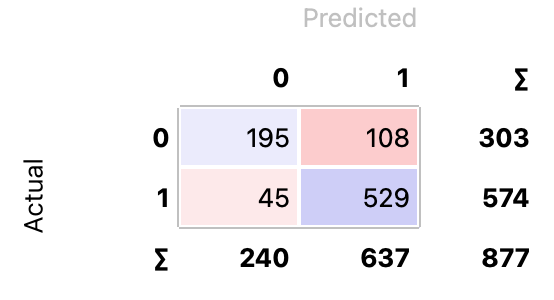 Predicted
0 1 Σ
0 195 108 303
Actual
1 45 529 574
Σ 240 637 877